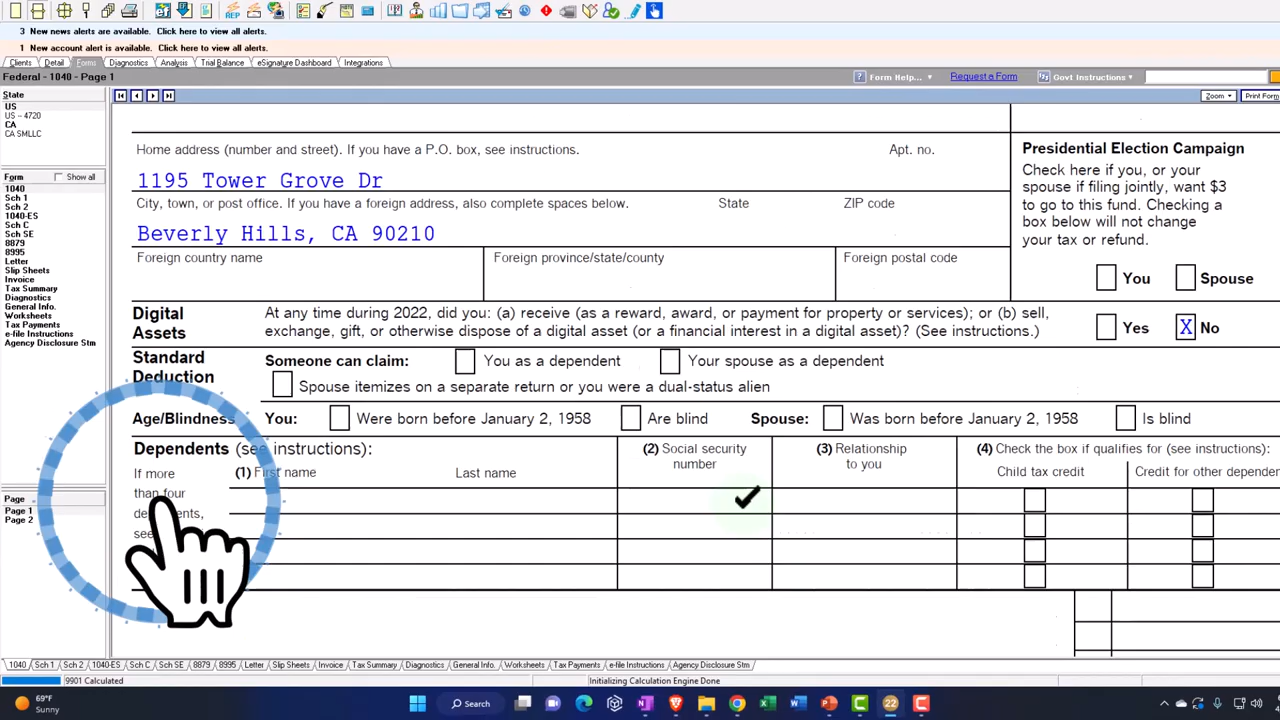 3 New news alerts are available. Click here to view all alerts.
1 New account alert is available. Click here to view all alerts.
Clients Detail Forms Diagnostics Analysis Trial Balance eSignature Dashboard Integrations
Federal - 1040 - Page 1 Form Help... Request a Form Govt Instructions
State
US
US - 4720
CA
CA SMLLC
Form Show all
1040
Sch 1
Sch 2
1040-ES
Sch C
Sch SE
8879
8995
Letter
Slip Sheets
Invoice
Tax Summary
Diagnostics
General Info.
Worksheets
Tax Payments
e-file Instructions
Agency Disclosure Stm
Page
Page 1
Page 2
Zoom Print Form
Home address (number and street). If you have a P.O. box, see instructions. Apt. no.
1195 Tower Grove Dr
City, town, or post office. If you have a foreign address, also complete spaces below. State ZIP code
Beverly Hills, CA 90210
Foreign country name Foreign province/state/county Foreign postal code
Presidential Election Campaign
Check here if you, or your
spouse if filing jointly, want $3
to go to this fund. Checking a
box below will not change
your tax or refund.
You Spouse
Digital
Assets
At any time during 2022, did you: (a) receive (as a reward, award, or payment for property or services); or (b) sell,
exchange, gift, or otherwise dispose of a digital asset (or a financial interest in a digital asset)? (See instructions.)
Yes X No
Standard
Deduction
Someone can claim: You as a dependent Your spouse as a dependent
Spouse itemizes on a separate return or you were a dual-status alien
Age/Blindness You: Were born before January 2, 1958 Are blind Spouse: Was born before January 2, 1958 Is blind
Dependents (see instructions):
If more
than four
see
(1) First name Last name
(2) Social security
number
(3) Relationship
to you
(4) Check the box if qualifies for (see instructions):
Child tax credit Credit for other dependen
1040 Sch 1 Sch 2 1040-ES Sch C Sch SE 8879 8995 Letter Slip Sheets Invoice Tax Summary Diagnostics General Info. Worksheets Tax Payments e-file Instructions Agency Disclosure Stm
9901 Calculated Initializing Calculation Engine Done
69°F
Sunny
Search
22